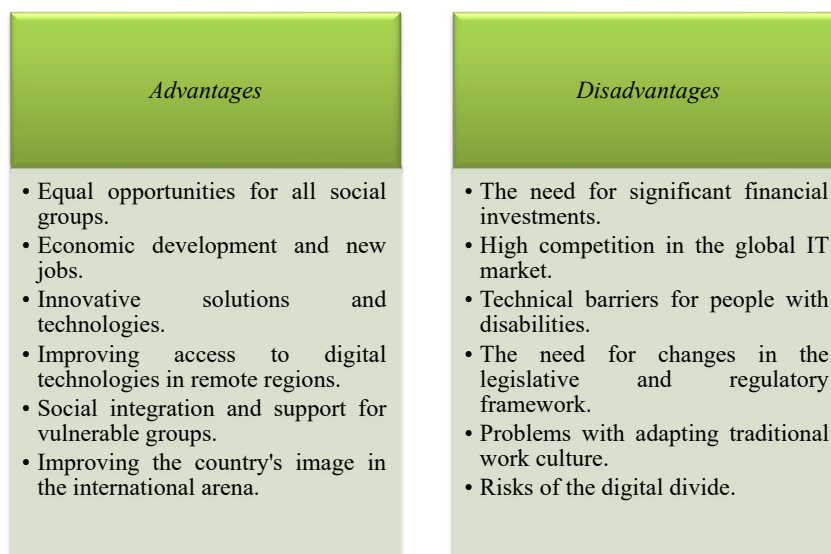 Advantages
• Equal opportunities for all social
groups.
• Economic development and new
jobs.
• Innovative solutions and
technologies.
• Improving access to digital
technologies in remote regions.
• Social integration and support for
vulnerable groups.
• Improving the country's image in
the international arena.
Disadvantages
• The need for significant financial
investments.
• High competition in the global IT
market.
• Technical barriers for people with
disabilities.
• The need for changes in the
legislative and regulatory
framework.
• Problems with adapting traditional
work culture.
• Risks of the digital divide.